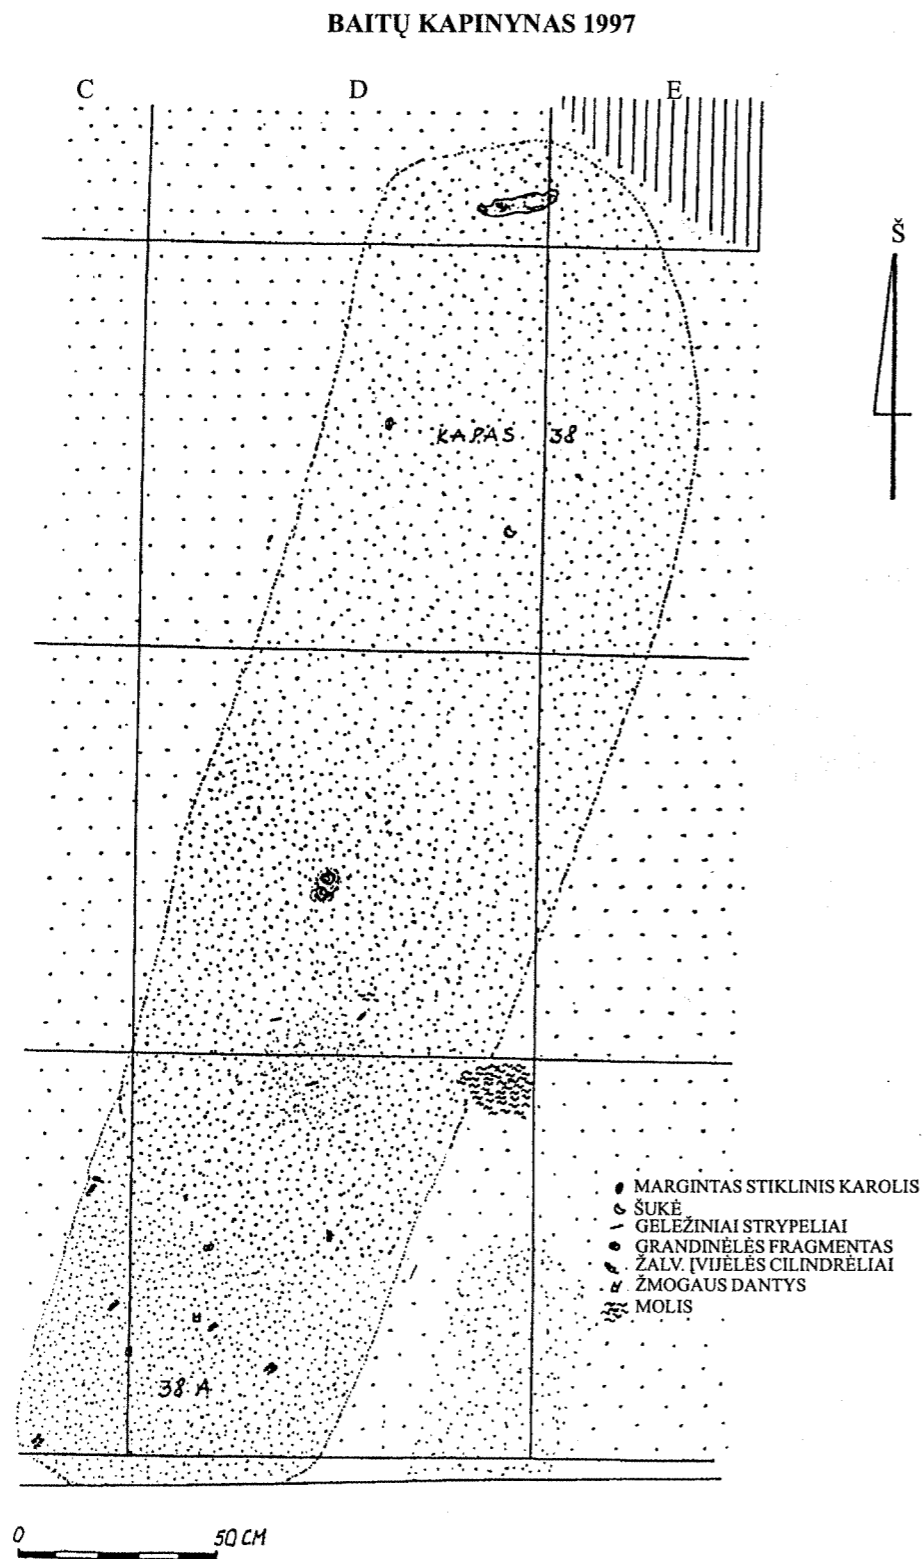 BAITŲ KAPINYNAS 1997
C D E
Š
KAPAS 38
MARGINTAS STIKLINIS KAROLIS
ŠUKĖ
GELEŽINIAI STRYPELIAI
GRANDINĖLĖS FRAGMENTAS
ŽALV. ĮVIJĖLĖS CILINDRĖLIAI
ŽMOGAUS DANTYS
MOLIS
38 A
0 50 CM